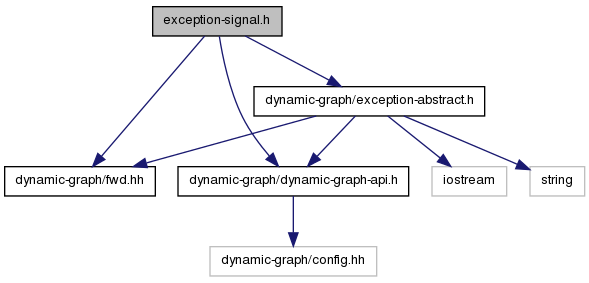 exception-signal.h
dynamic-graph/exception-abstract.h
dynamic-graph/fwd.hh
dynamic-graph/dynamic-graph-api.h
iostream
string
dynamic-graph/config.hh